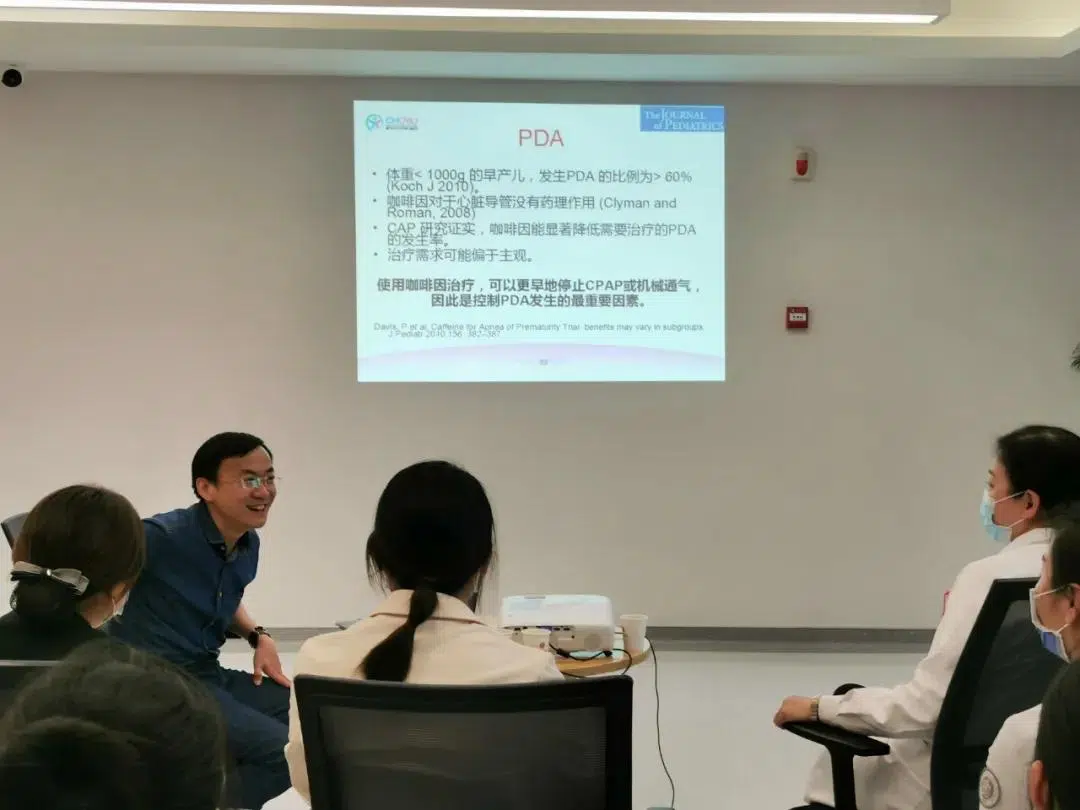 The JOURNAL
of PEDIATRICS
PDA
• 体重< 1000g 的早产儿，发生PDA 的比例为> 60%
(Koch J 2010)。
• 咖啡因对于心脏导管没有药理作用 (Clyman and
Roman, 2008)
• CAP 研究证实，咖啡因能显著降低需要治疗的PDA
的发生率。
• 治疗需求可能偏于主观。
使用咖啡因治疗，可以更早地停止CPAP或机械通气，
因此是控制PDA发生的最重要因素。
Davis, P et al. Caffeine for Apnea of Prematurity Trial: benefits may vary in subgroups.
J Pediatr 2010;156: 382–387